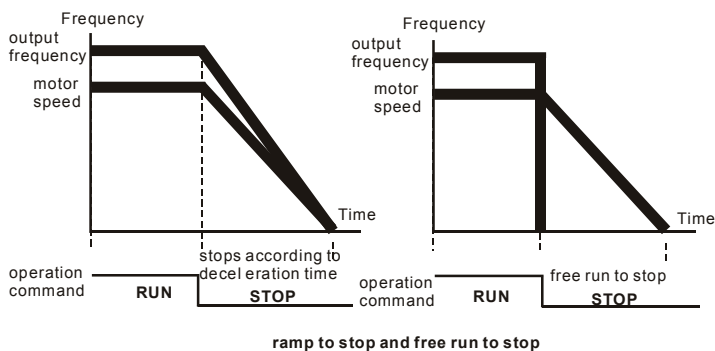 Frequency
output
frequency
motor
speed
Time
stops according to
decel eration time
operation
command
RUN
STOP
Frequency
output
frequency
motor
speed
Time
free run to stop
operation
command
RUN
STOP
ramp to stop and free run to stop